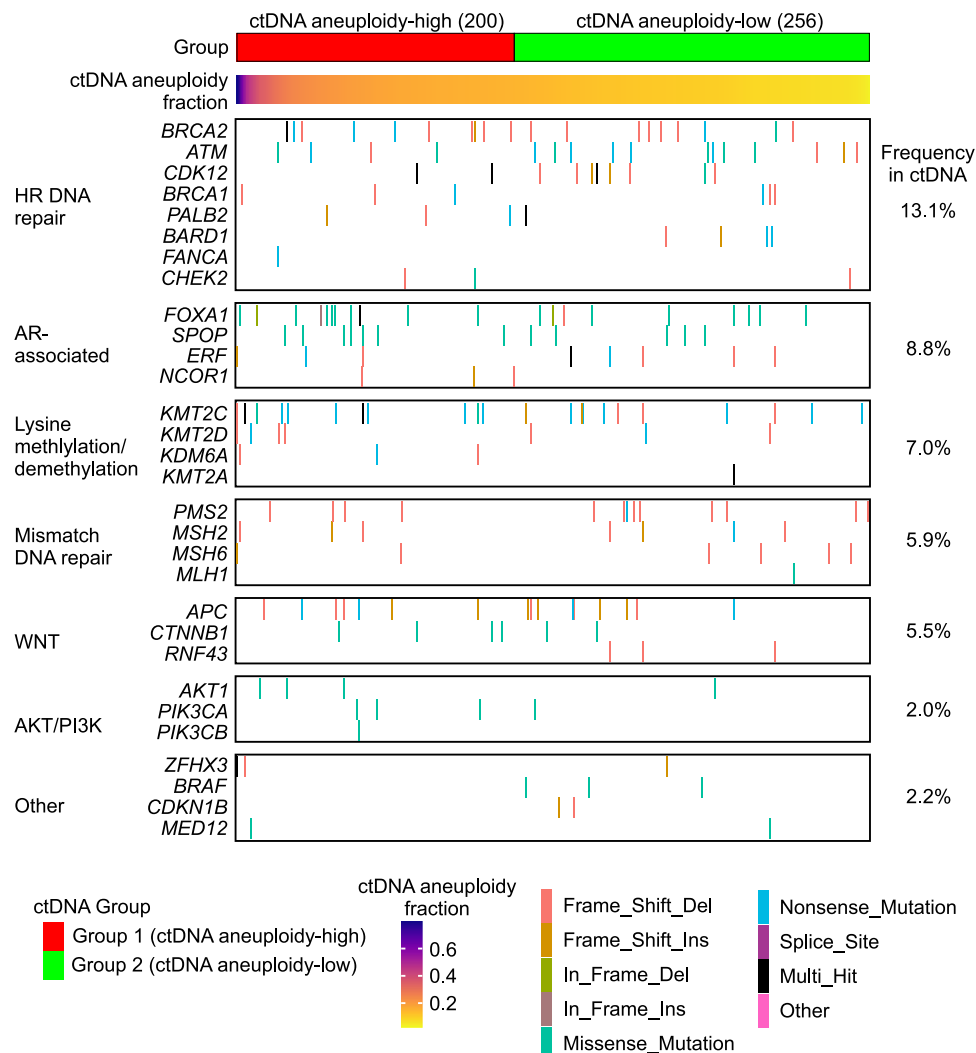 ctDNA aneuploidy-high (200)
ctDNA aneuploidy-low (256)
Group
ctDNA aneuploidy
fraction
Frequency
in ctDNA
HR DNA
repair
BRCA2
ATM
CDK12
BRCA1
PALB2
BARD1
FANCA
CHEK2
13.1%
AR-
associated
FOXA1
SPOP
ERF
NCOR1
8.8%
Lysine
methlylation/
demethylation
KMT2C
KMT2D
KDM6A
KMT2A
7.0%
Mismatch
DNA repair
PMS2
MSH2
MSH6
MLH1
5.9%
WNT
APC
CTNNB1
RNF43
5.5%
AKT/PI3K
AKT1
PIK3CA
PIK3CB
2.0%
Other
ZFHX3
BRAF
CDKN1B
MED12
2.2%
ctDNA Group
Group 1 (ctDNA aneuploidy-high)
Group 2 (ctDNA aneuploidy-low)
ctDNA aneuploidy
fraction
0.6
0.4
0.2
Frame_Shift_Del
Frame_Shift_Ins
In_Frame_Del
In_Frame_Ins
Missense_Mutation
Nonsense_Mutation
Splice_Site
Multi_Hit
Other